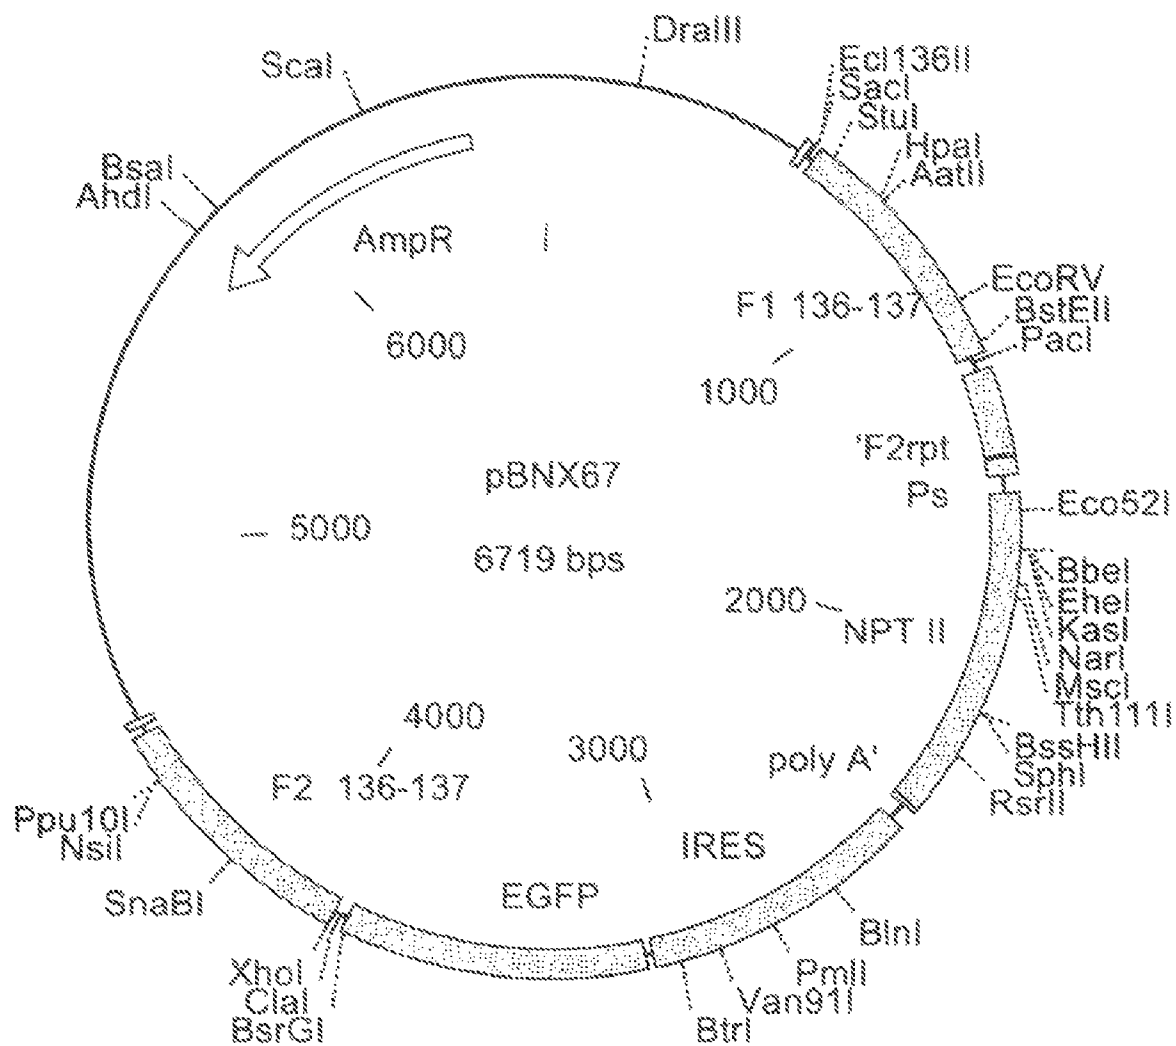 DraIII
ScaI
Ecl136II
SacI
StuI
HpaI
AatII
BsaI
AhdI
AmpR
EcoRV
BstEII
PacI
F1 136-137
6000
1000
'F2rpt
Ps
pBNX67
Eco52I
5000
6719 bps
2000
NPT II
BbeI
EheI
KasI
NarI
MscI
Tth111I
4000
3000
poly A'
BssHII
SphI
RsrII
F2 136-137
Ppu10I
NsiI
IRES
SnaBI
EGFP
BlnI
XhoI
ClaI
BsrGI
PmlI
Van91I
BtrI